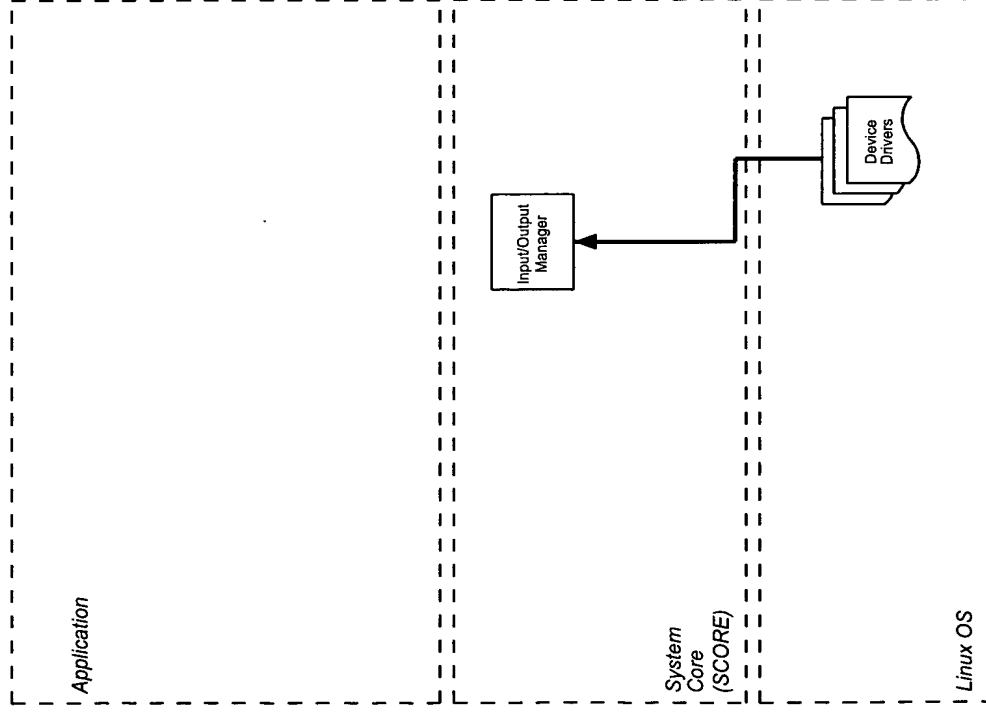 Application
Input/Output
Manager
System
Core
(SCORE)
Device
Drivers
Linux OS